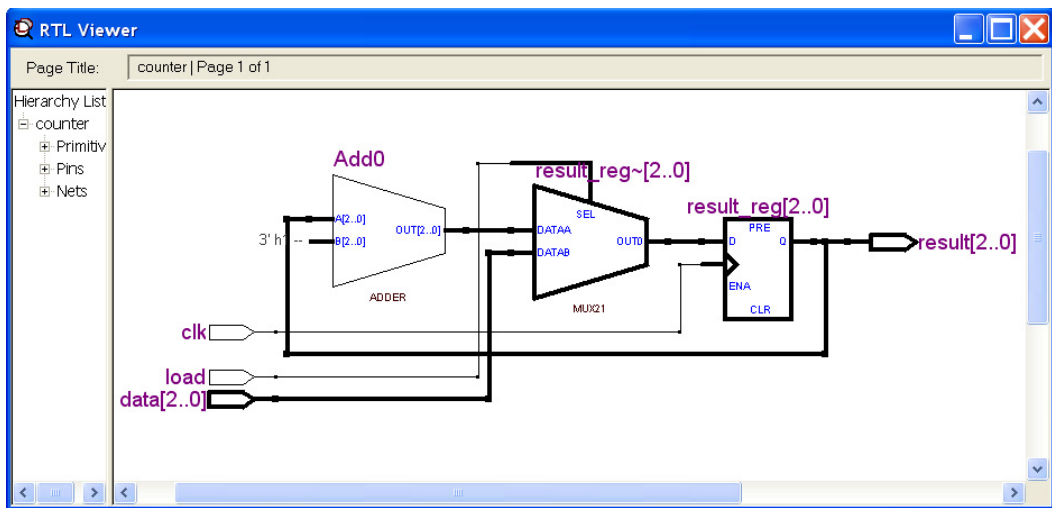 RTL Viewer
Page Title: counter | Page 1 of 1
Hierarchy List
counter
Primitiv
Pins
Nets
Add0
A[2..0]
3' h1 --
B[2..0]
OUT[2..0]
ADDER
result_reg~[2..0]
SEL
DATAA
DATAB
OUT0
MUX21
result_reg[2..0]
PRE
D
Q
ENA
CLR
result[2..0]
clk
load
data[2..0]